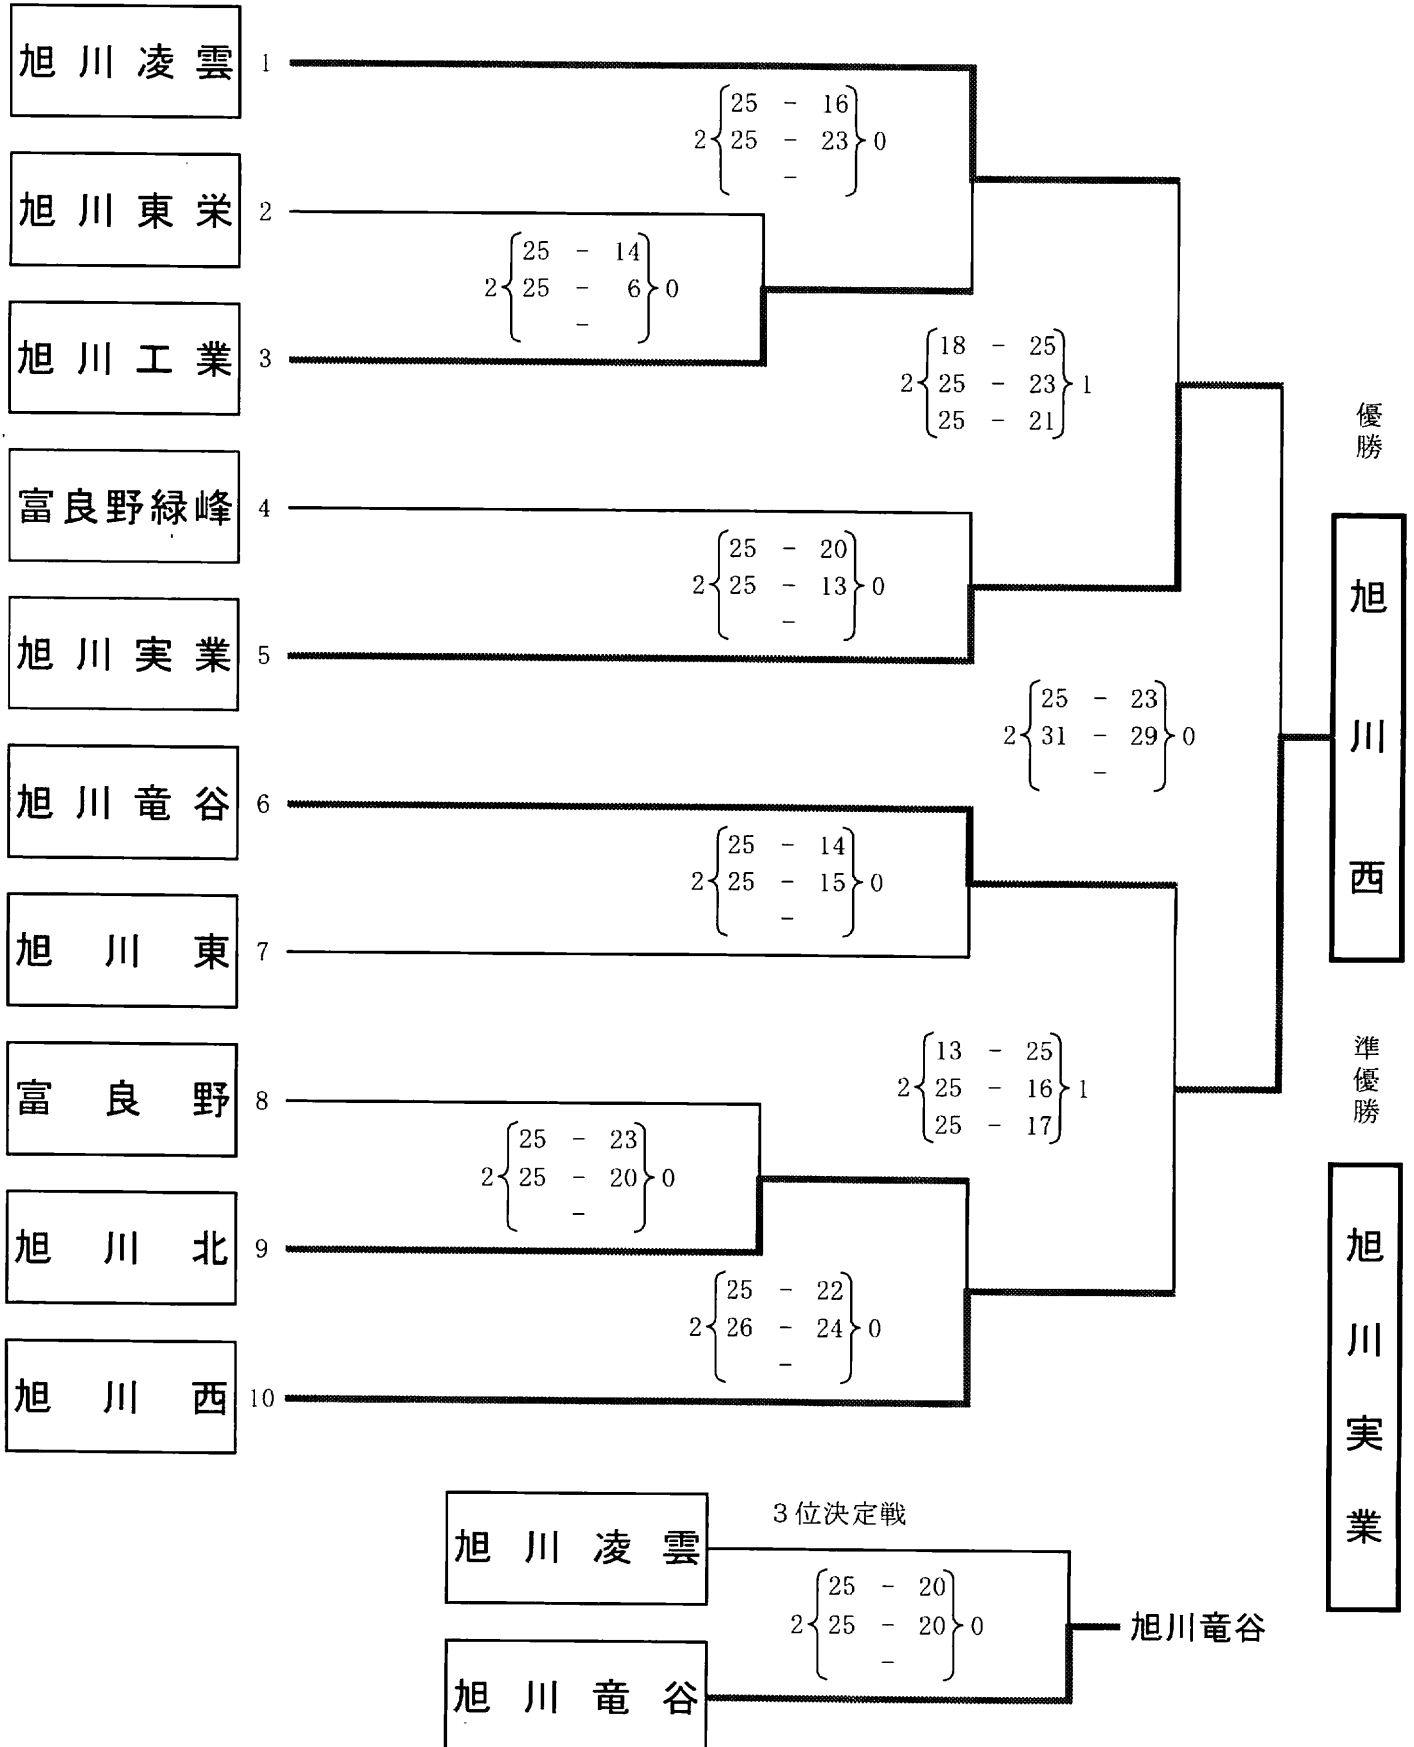 旭川凌雲 1
25 - 16
2 25 - 23 0
-
旭川東栄 2
25 - 14
2 25 - 6 0
-
旭川工業 3
18 - 25
2 25 - 23 1
25 - 21
優勝
富良野緑峰 4
25 - 20
2 25 - 13 0
-
旭川西
旭川実業 5
25 - 23
2 31 - 29 0
-
旭川竜谷 6
25 - 14
2 25 - 15 0
-
旭川東 7
13 - 25
2 25 - 16 1
25 - 17
準優勝
富良野 8
25 - 23
2 25 - 20 0
-
旭川実業
旭川北 9
25 - 22
2 26 - 24 0
-
旭川西 10
3位決定戦
旭川凌雲
25 - 20
2 25 - 20 0
-
旭川竜谷
旭川竜谷